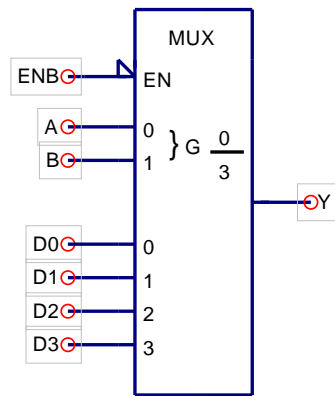 MUX
ENB EN
A 0 } G 0/3
B 1
Y
D0 0
D1 1
D2 2
D3 3